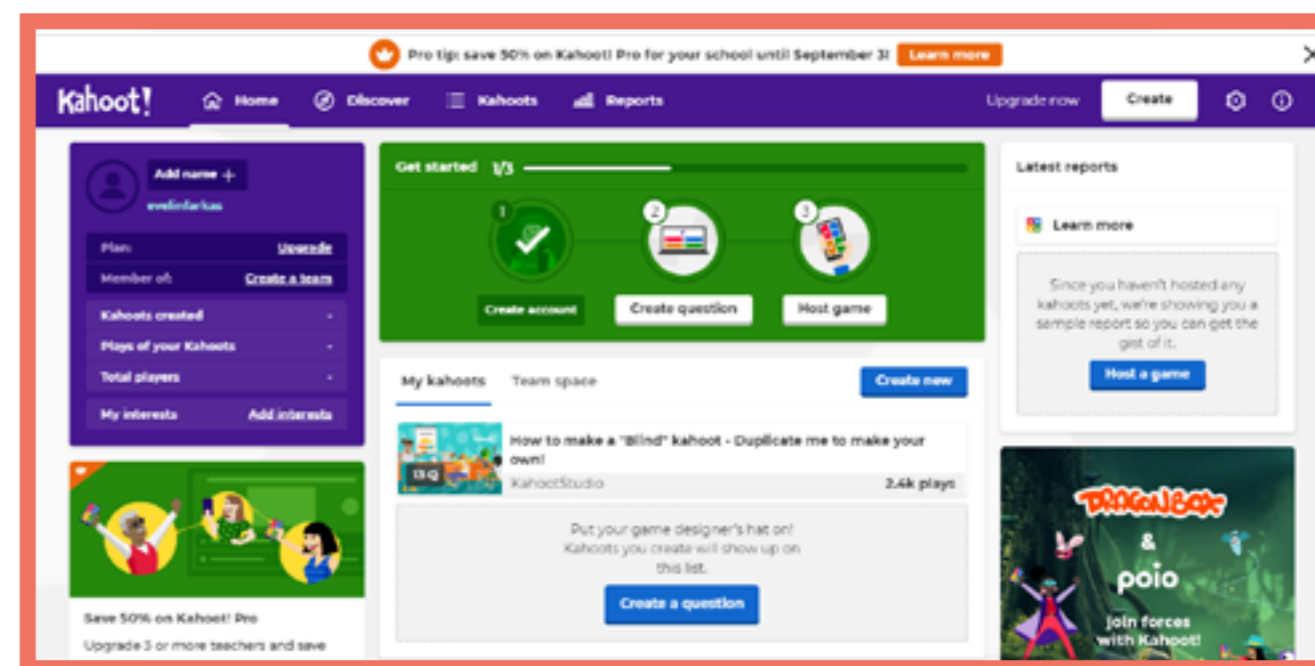 Pro tip: save 50% on Kahoot! Pro for your school until September 3! Learn more
Kahoot! Home Discover Kahoots Reports Upgrade now Create
Add name +
evelinfarkas
Plan: Upgrade
Member of: Create a team
Kahoots created -
Plays of your Kahoots -
Total players -
My interests Add interests
Save 50% on Kahoot! Pro
Upgrade 3 or more teachers and save
Get started 1/3
1 2 3
Create account Create question Host game
My kahoots Team space Create new
How to make a "Blind" kahoot - Duplicate me to make your
own!
13 Q
KahootStudio 2.4k plays
Put your game designer's hat on!
Kahoots you create will show up on
this list.
Create a question
Latest reports
Learn more
Since you haven't hosted any
kahoots yet, we're showing you a
sample report so you can get the
gist of it.
Host a game
DRAGONBOX
&
poio
join forces
with Kahoot!